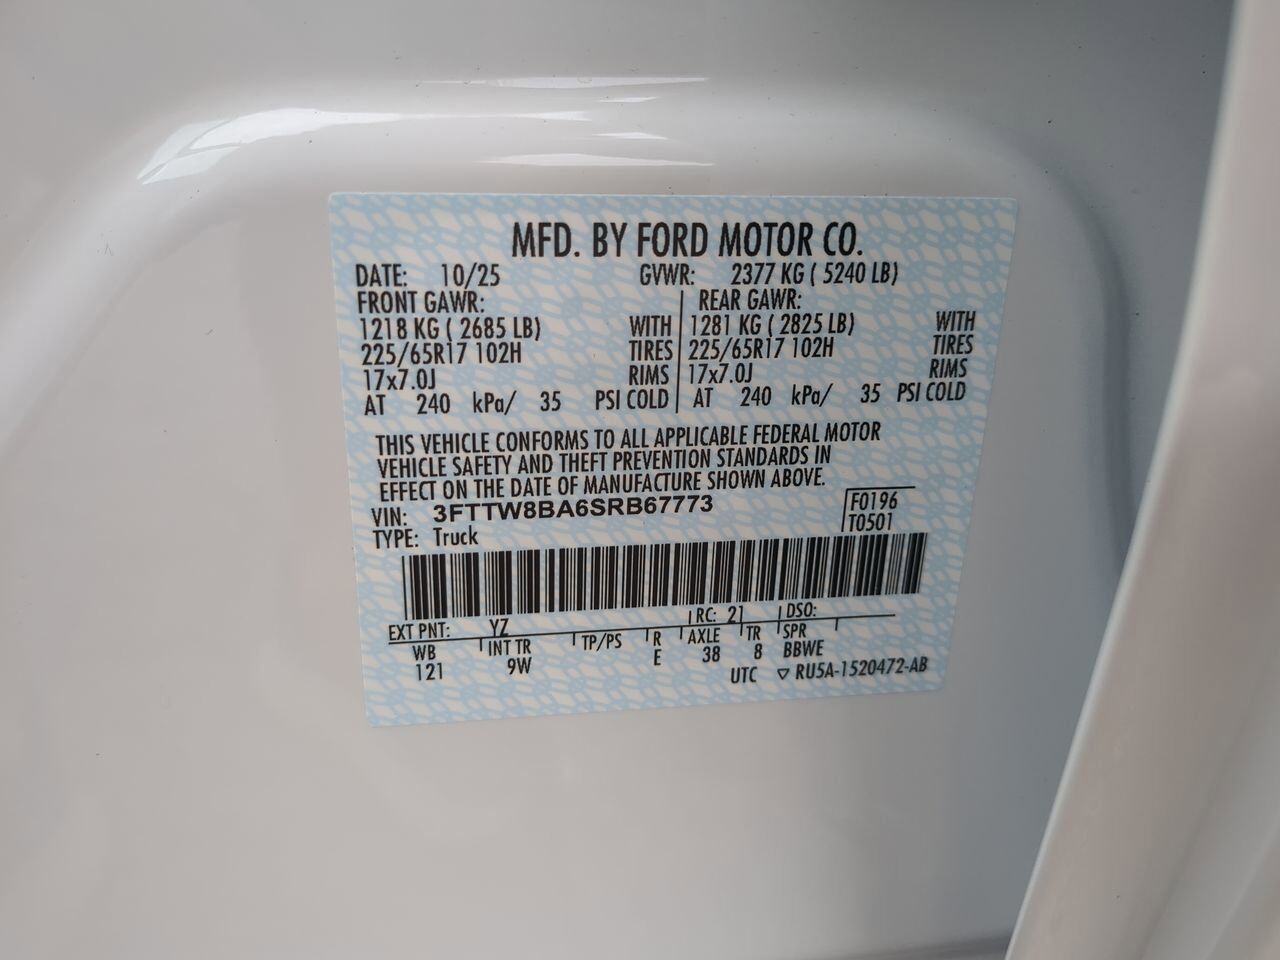 MFD. BY FORD MOTOR CO.
DATE: 10/25 GVWR: 2377 KG ( 5240 LB)
FRONT GAWR: REAR GAWR:
1218 KG ( 2685 LB) WITH 1281 KG ( 2825 LB) WITH
225/65R17 102H TIRES 225/65R17 102H TIRES
17x7.0J RIMS 17x7.0J RIMS
AT 240 kPa/ 35 PSI COLD AT 240 kPa/ 35 PSI COLD
THIS VEHICLE CONFORMS TO ALL APPLICABLE FEDERAL MOTOR
VEHICLE SAFETY AND THEFT PREVENTION STANDARDS IN
EFFECT ON THE DATE OF MANUFACTURE SHOWN ABOVE.
VIN: 3FTTW8BA6SRB67773 F0196
TYPE: Truck T0501
EXT PNT: YZ RC: 21 DSO:
WB INT TR TP/PS R AXLE TR SPR
121 9W E 38 8 BBWE
UTC ▽ RU5A-1520472-AB